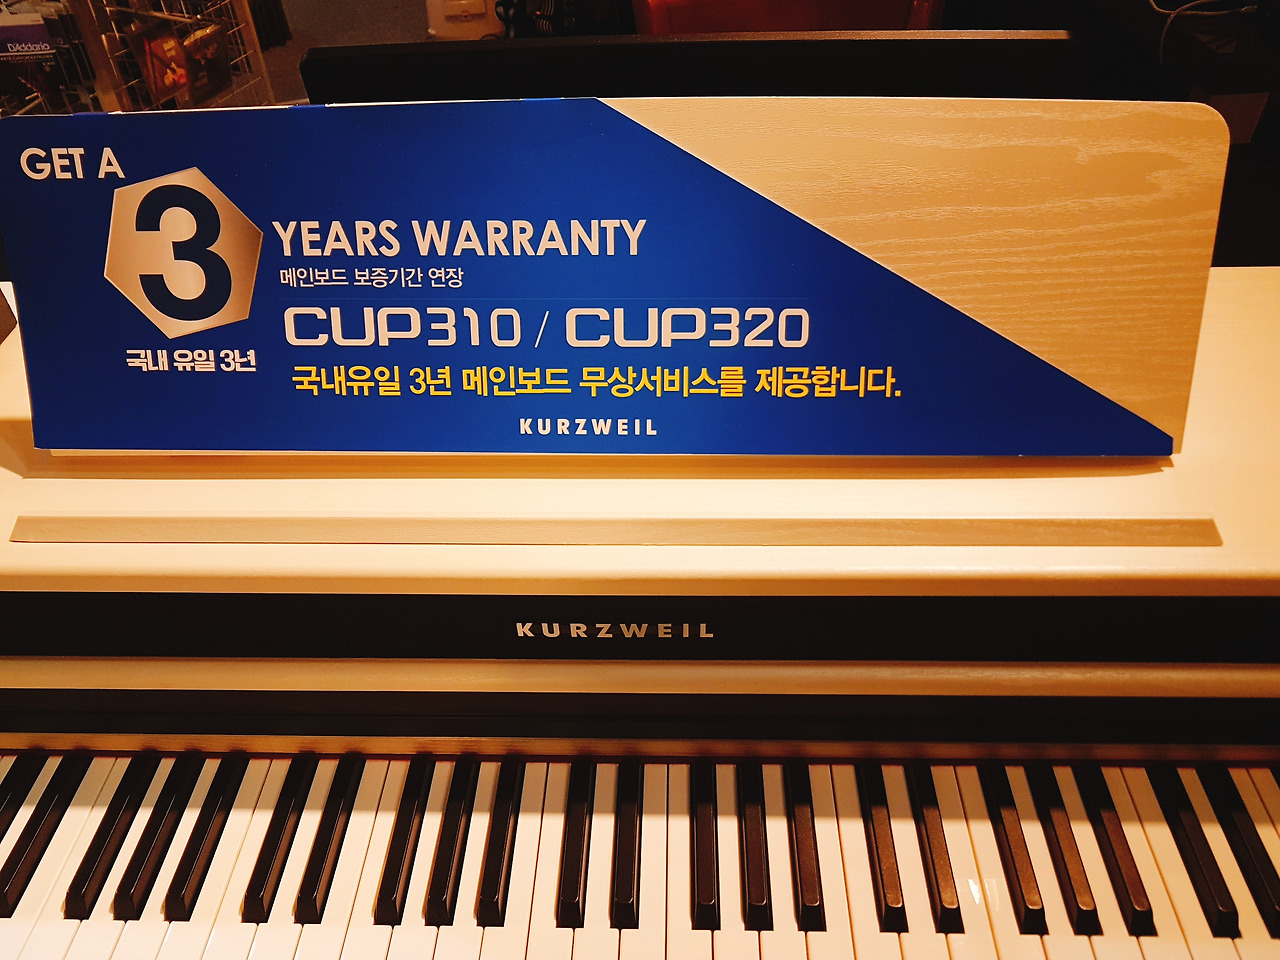 D'Addario
GET A
3
YEARS WARRANTY
메인보드 보증기간 연장
CUP310 / CUP320
국내 유일 3년
국내유일 3년 메인보드 무상서비스를 제공합니다.
KURZWEIL
KURZWEIL